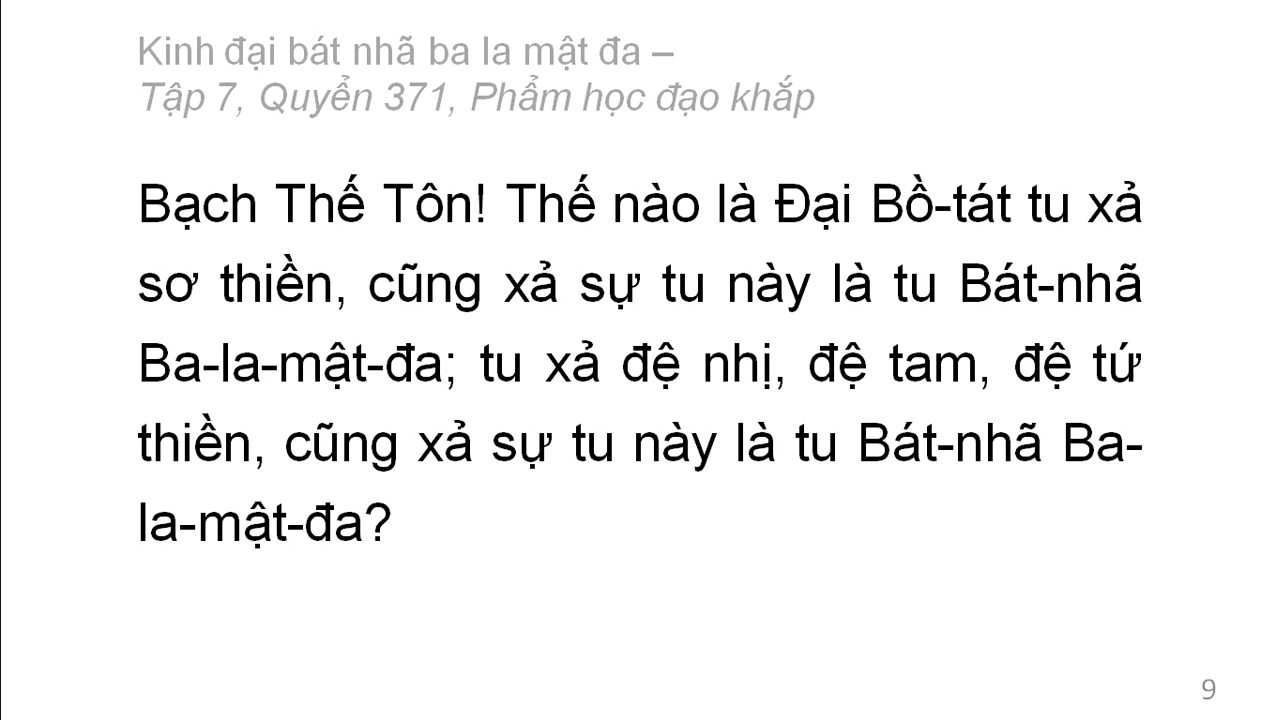 Kinh đại bát nhã ba la mật đa –
Tập 7, Quyển 371, Phẩm học đạo khắp
Bạch Thế Tôn! Thế nào là Đại Bồ-tát tu xả
sơ thiền, cũng xả sự tu này là tu Bát-nhã
Ba-la-mật-đa; tu xả đệ nhị, đệ tam, đệ tứ
thiền, cũng xả sự tu này là tu Bát-nhã Ba-
la-mật-đa?
9